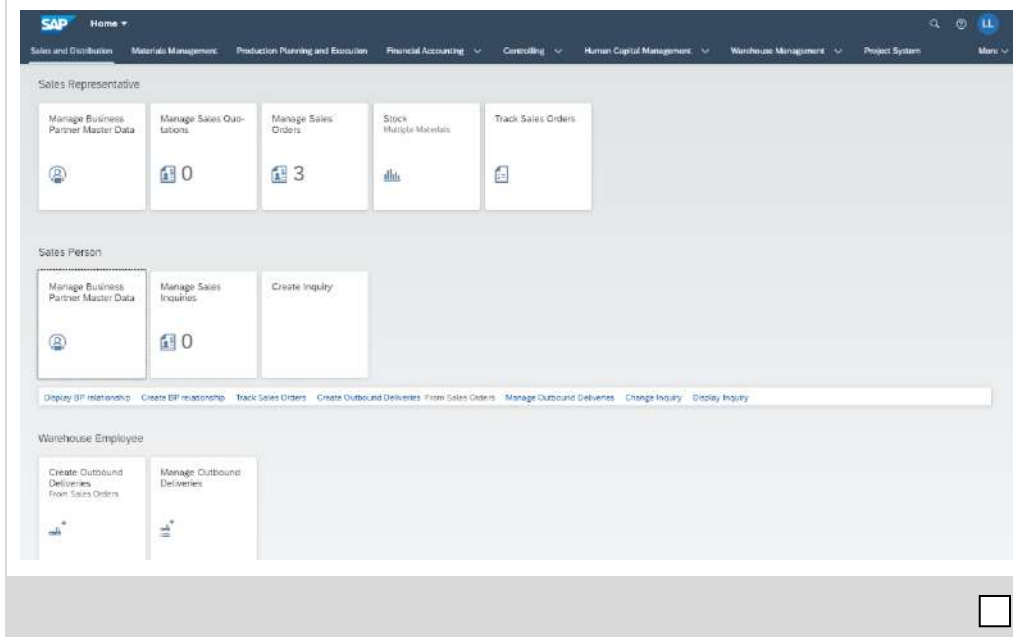 SAP Home
LL
Sales and Distribution Materials Management Production Planning and Execution Financial Accounting Controlling Human Capital Management Warehouse Management Project System More
Sales Representative
Manage Business
Partner Master Data
Manage Sales Quo-
tations
0
Manage Sales
Orders
3
Stock
Multiple Materials
Track Sales Orders
Sales Person
Manage Business
Partner Master Data
Manage Sales
Inquiries
0
Create Inquiry
Display BP relationship Create BP relationship Track Sales Orders Create Outbound Deliveries From Sales Orders Manage Outbound Deliveries Change Inquiry Display Inquiry
Warehouse Employee
Create Outbound
Deliveries
From Sales Orders
Manage Outbound
Deliveries